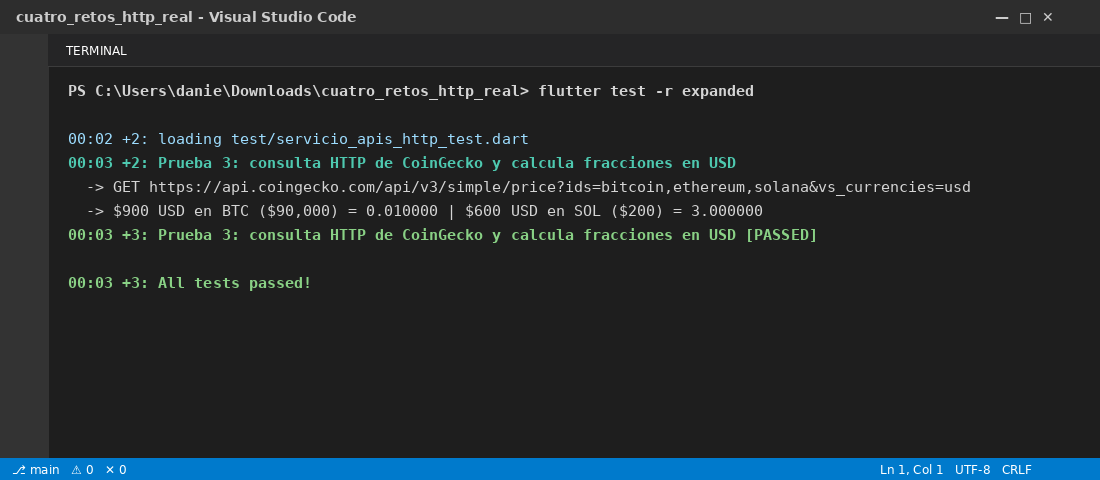 cuatro_retos_http_real - Visual Studio Code
TERMINAL
PS C:\Users\danie\Downloads\cuatro_retos_http_real> flutter test -r expanded
00:02 +2: loading test/servicio_apis_http_test.dart
00:03 +2: Prueba 3: consulta HTTP de CoinGecko y calcula fracciones en USD
-> GET https://api.coingecko.com/api/v3/simple/price?ids=bitcoin,ethereum,solana&vs_currencies=usd
-> $900 USD en BTC ($90,000) = 0.010000 | $600 USD en SOL ($200) = 3.000000
00:03 +3: Prueba 3: consulta HTTP de CoinGecko y calcula fracciones en USD [PASSED]
00:03 +3: All tests passed!
⎇ main ⚠ 0 ✕ 0 Ln 1, Col 1 UTF-8 CRLF